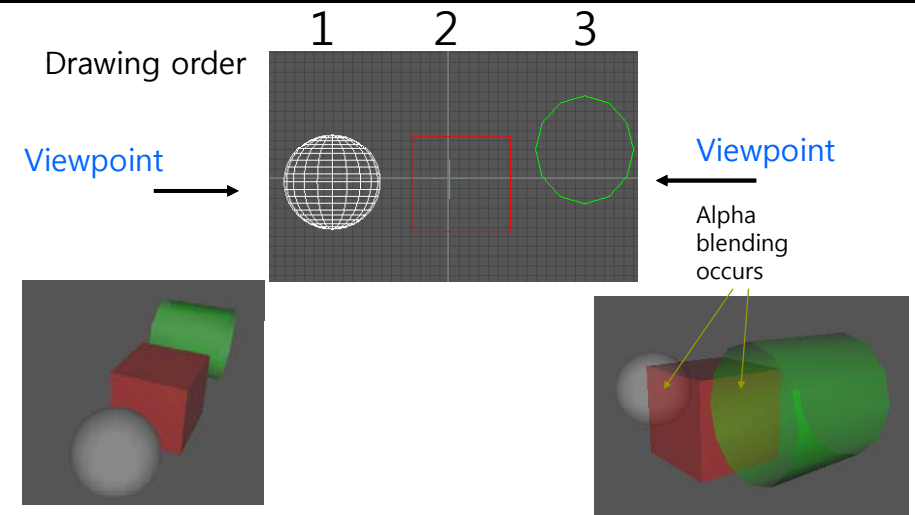 1 2 3
Drawing order
Viewpoint
Viewpoint
Alpha
blending
occurs